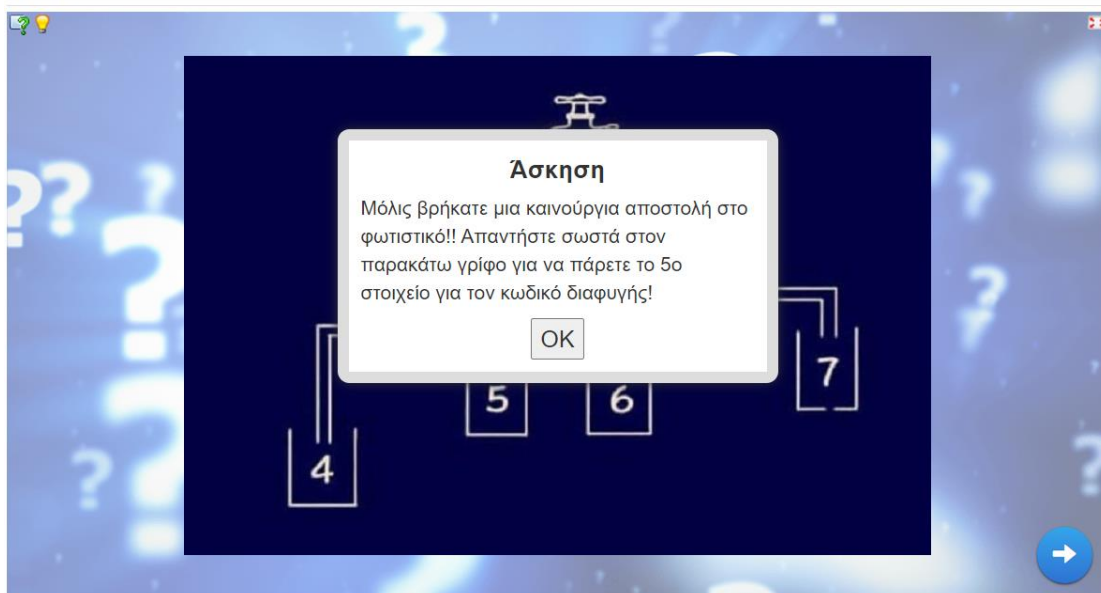 Άσκηση
Μόλις βρήκατε μια καινούργια αποστολή στο
φωτιστικό!! Απαντήστε σωστά στον
παρακάτω γρίφο για να πάρετε το 5ο
στοιχείο για τον κωδικό διαφυγής!
OK
7
5 6
4